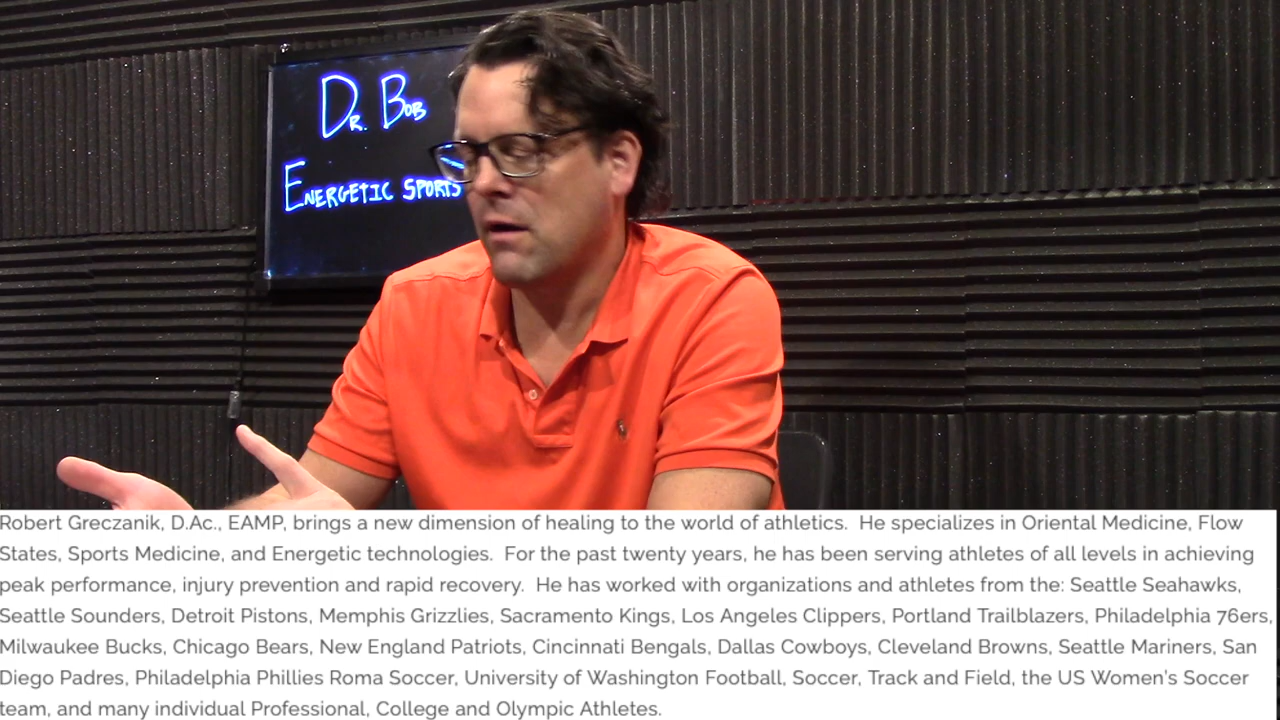 DR. BOB
ENERGETIC SPORTS
Robert Greczanik, D.Ac., EAMP, brings a new dimension of healing to the world of athletics.  He specializes in Oriental Medicine, Flow
States, Sports Medicine, and Energetic technologies.  For the past twenty years, he has been serving athletes of all levels in achieving
peak performance, injury prevention and rapid recovery.  He has worked with organizations and athletes from the: Seattle Seahawks,
Seattle Sounders, Detroit Pistons, Memphis Grizzlies, Sacramento Kings, Los Angeles Clippers, Portland Trailblazers, Philadelphia 76ers,
Milwaukee Bucks, Chicago Bears, New England Patriots, Cincinnati Bengals, Dallas Cowboys, Cleveland Browns, Seattle Mariners, San
Diego Padres, Philadelphia Phillies Roma Soccer, University of Washington Football, Soccer, Track and Field, the US Women's Soccer
team, and many individual Professional, College and Olympic Athletes.